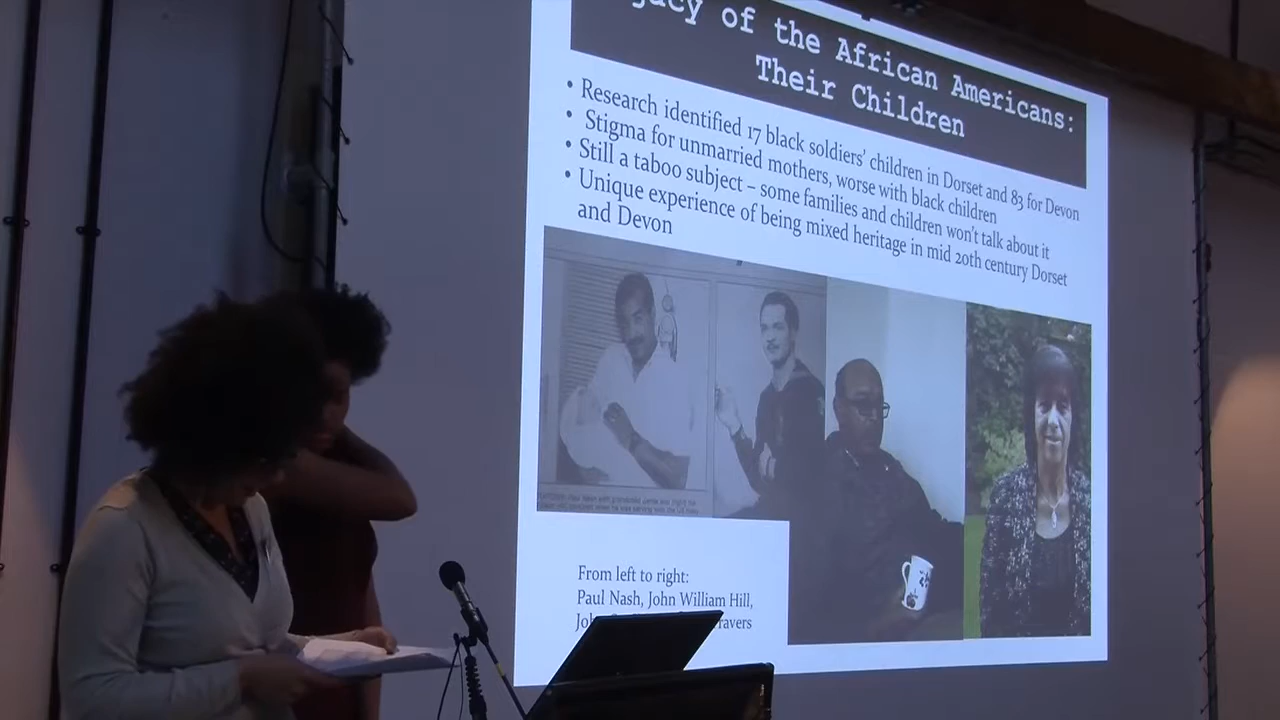 of the African Americans:
Their Children
• Research identified 17 black soldiers' children in Dorset and 83 for Devon
• Stigma for unmarried mothers, worse with black children
• Still a taboo subject – some families and children won't talk about it
• Unique experience of being mixed heritage in mid 20th century Dorset
and Devon
From left to right:
Paul Nash, John William Hill,